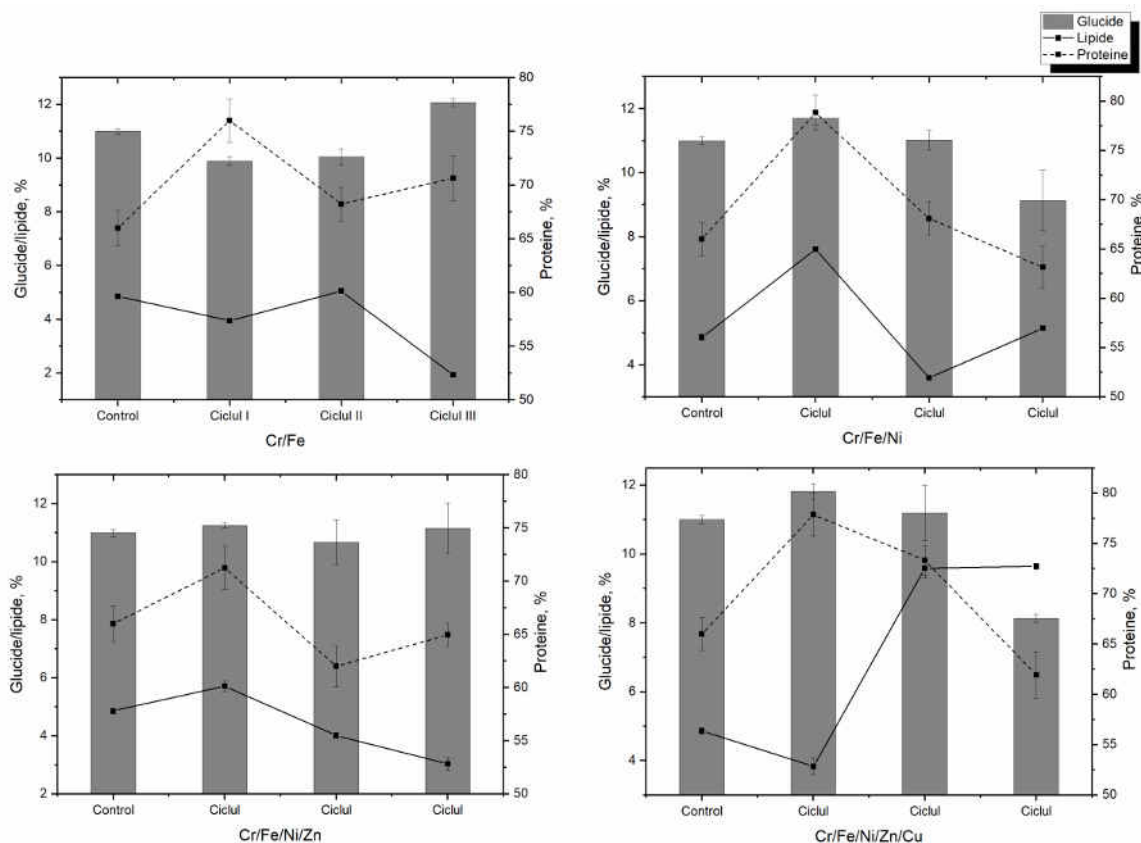 Glucide
Lipide
Proteine
Glucide/lipide, %
12
10
8
6
4
2
80
75
70
65
60
55
50
Proteine, %
Control
Ciclul I
Ciclul II
Ciclul III
Cr/Fe
Glucide/lipide, %
12
10
8
6
4
80
75
70
65
60
55
50
Proteine, %
Control
Ciclul
Ciclul
Ciclul
Cr/Fe/Ni
Glucide/lipide, %
12
10
8
6
4
2
80
75
70
65
60
55
50
Proteine, %
Control
Ciclul
Ciclul
Ciclul
Cr/Fe/Ni/Zn
Glucide/lipide, %
12
10
8
6
4
80
75
70
65
60
55
50
Proteine, %
Control
Ciclul
Ciclul
Ciclul
Cr/Fe/Ni/Zn/Cu